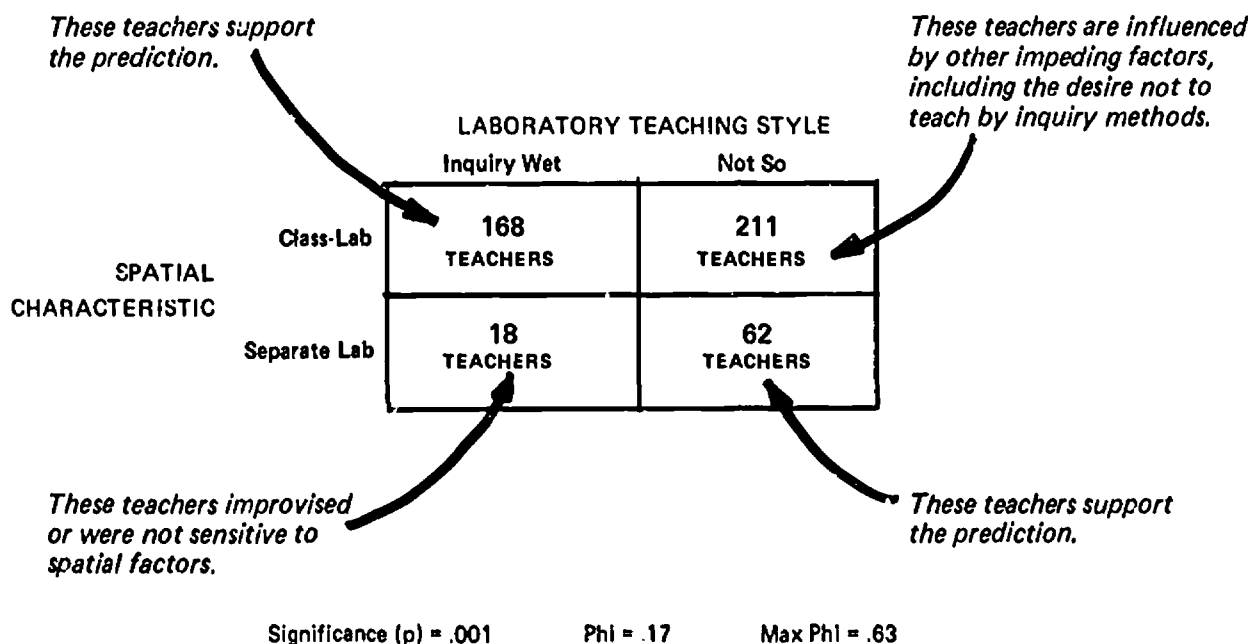 These teachers support
the prediction.
These teachers are influenced
by other impeding factors,
including the desire not to
teach by inquiry methods.
LABORATORY TEACHING STYLE
Inquiry Wet
Not So
SPATIAL
CHARACTERISTIC
Class-Lab
168
TEACHERS
211
TEACHERS
Separate Lab
18
TEACHERS
62
TEACHERS
These teachers improvised
or were not sensitive to
spatial factors.
These teachers support
the prediction.
Significance (p) = .001
Phi = .17
Max Phi = .63